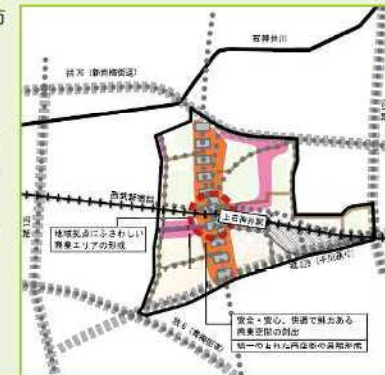 石神井川
補76（新青梅街道）
西武新宿線
上石神井駅
地域拠点にふさわしい
商業エリアの形成
補229（千川通り）
安全・安心、快適で魅力ある
商業空間の創出
統一のとれた商店街の景観形成
補6（青梅街道）